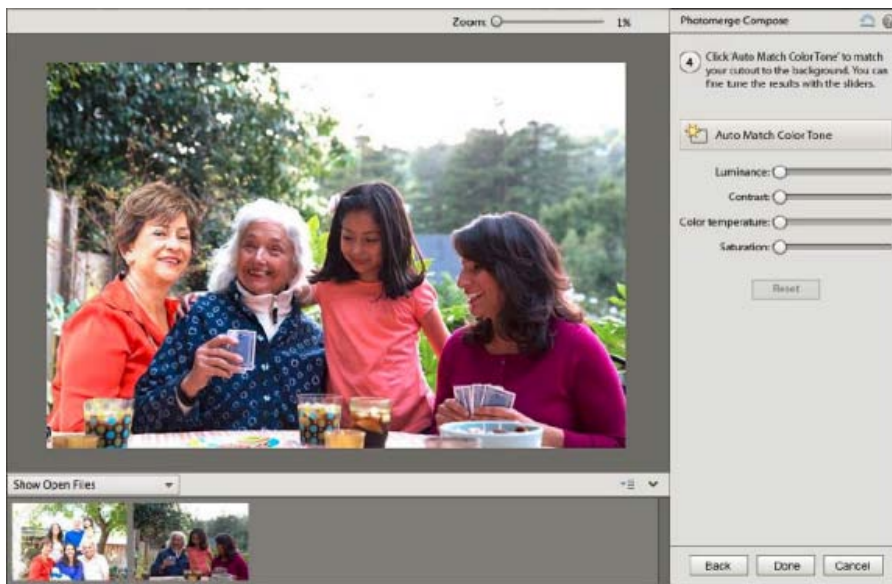 Zoom: 1%
Photomerge Compose
4 Click 'Auto Match Color Tone' to match
your cutout to the background. You can
fine tune the results with the sliders.
Auto Match Color Tone
Luminance:
Contrast:
Color temperature:
Saturation:
Reset
Show Open Files
Back Done Cancel